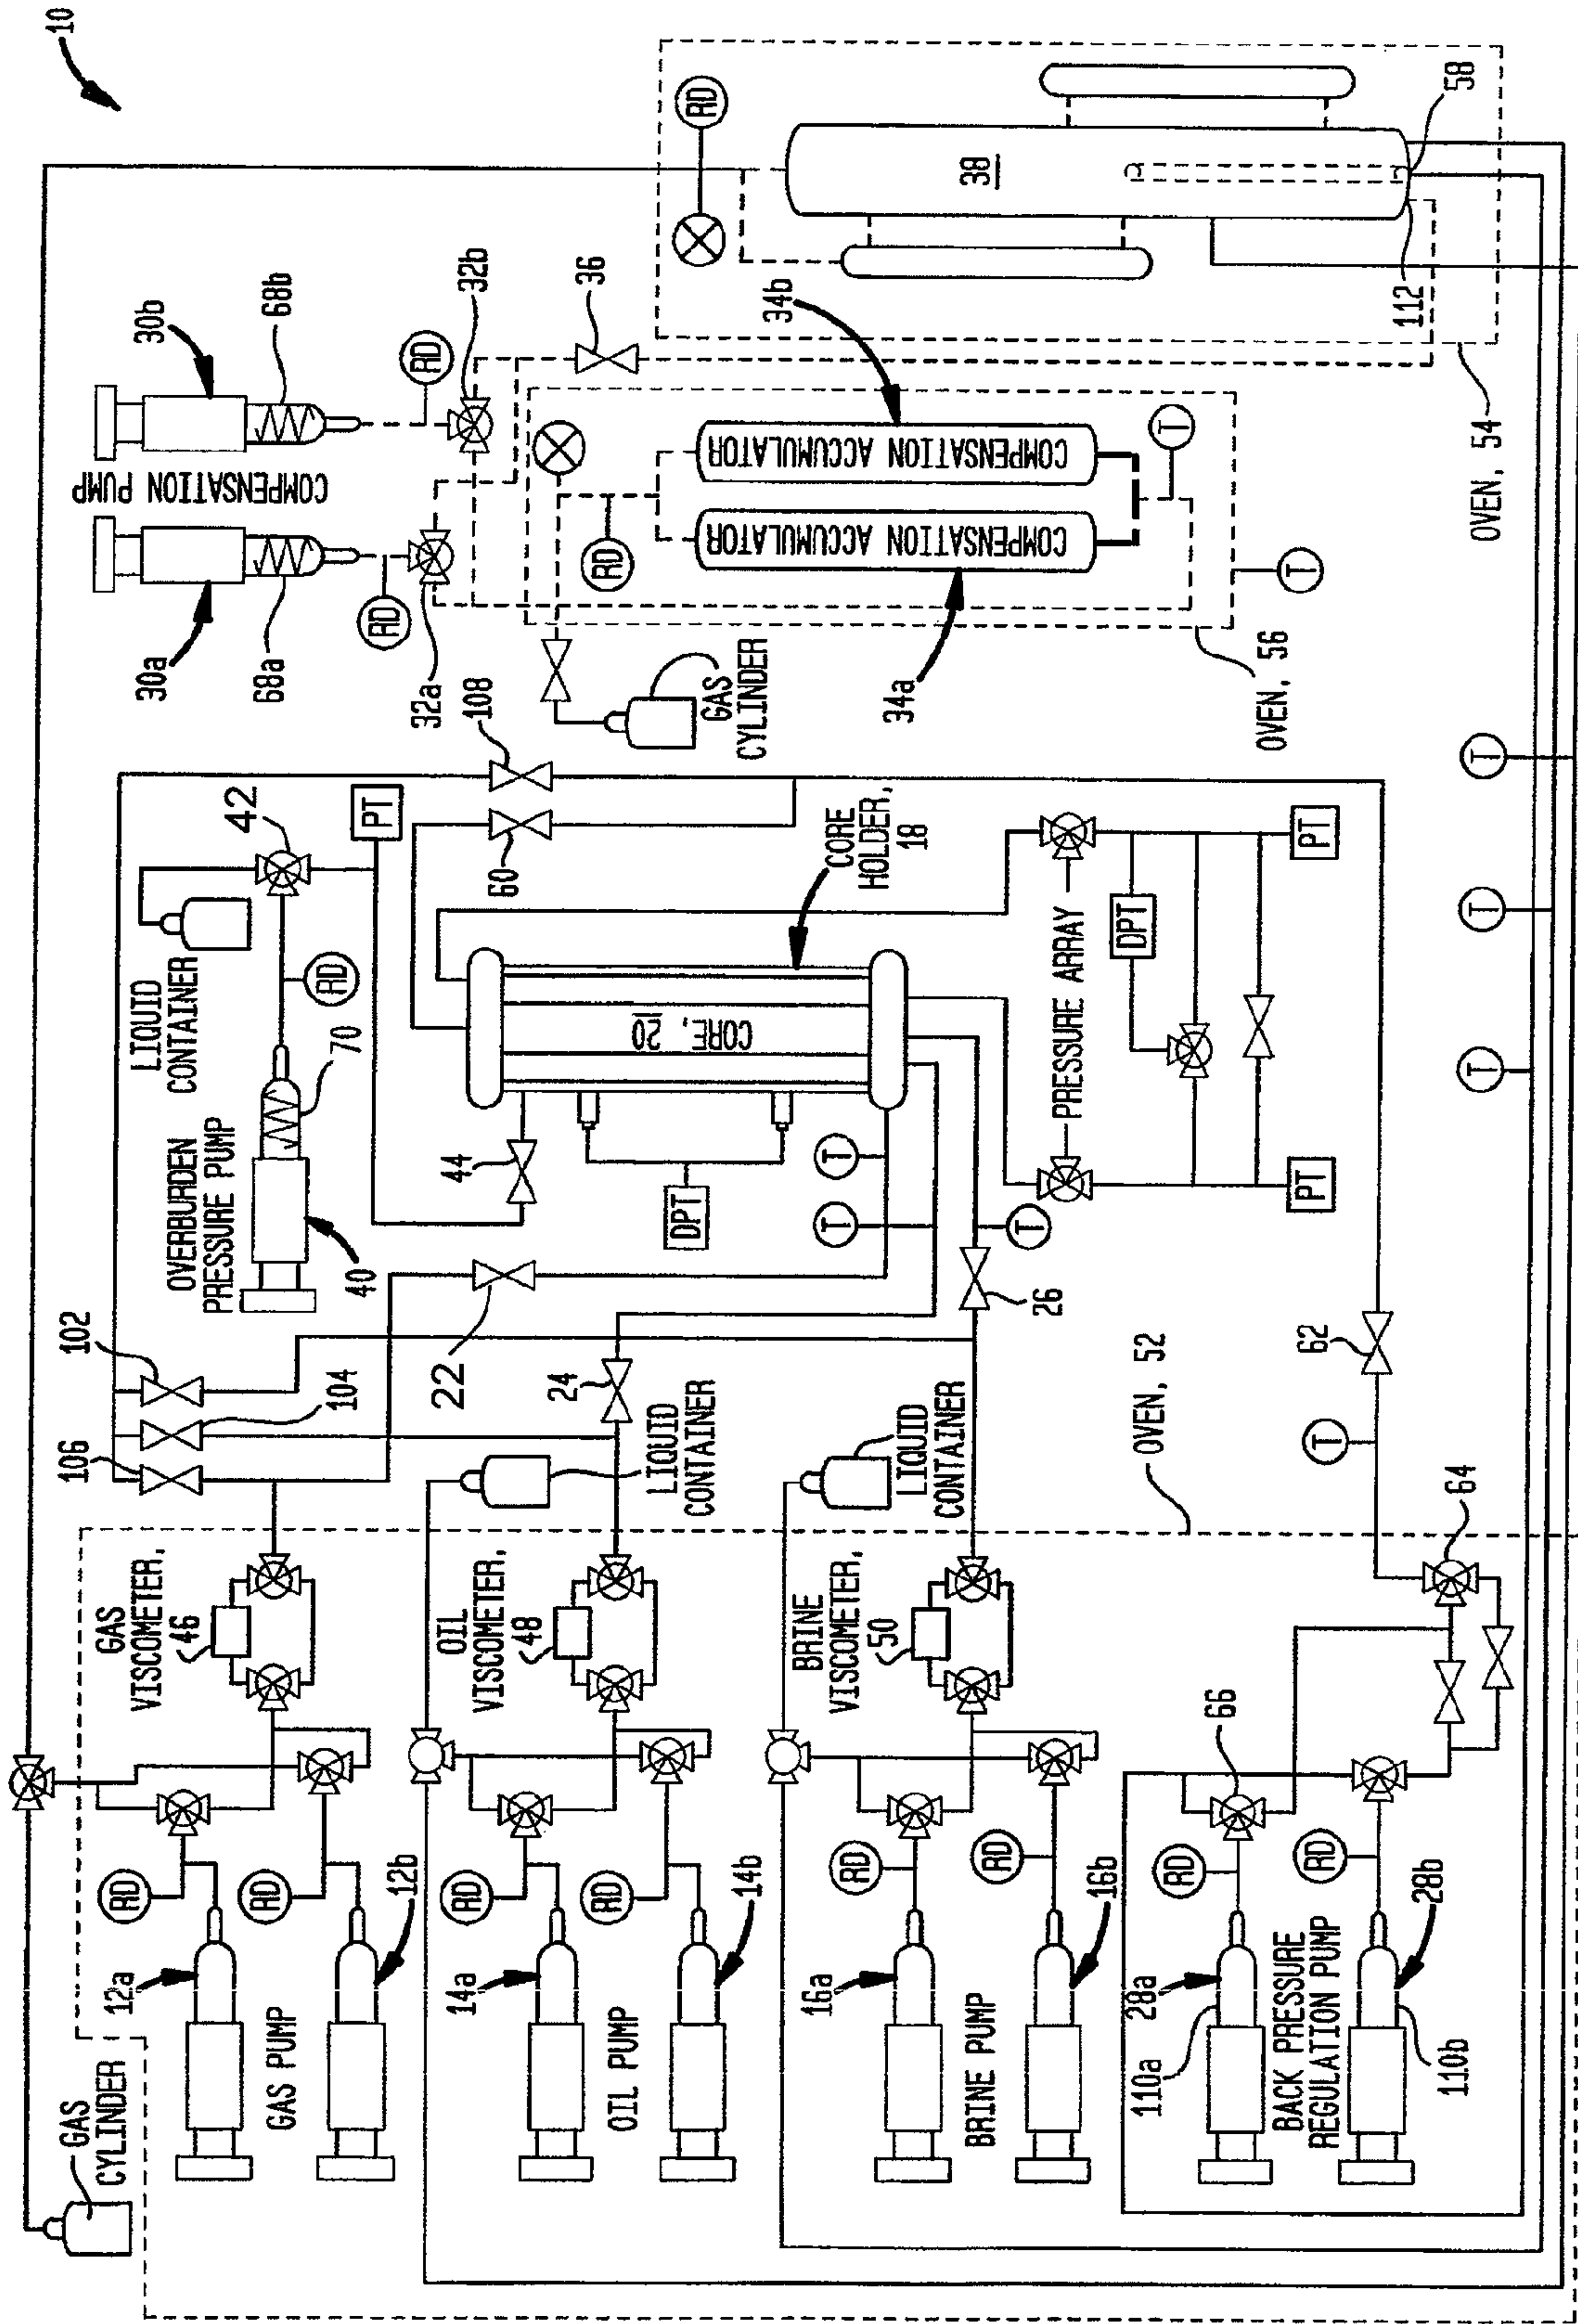 10
GAS
CYLINDER
12a
GAS PUMP
12b
RD
RD
GAS
VISCOMETER,
46
106
104
102
OVERBURDEN
PRESSURE PUMP
40
70
LIQUID
CONTAINER
RD
42
PT
22
44
DPT
CORE, 20
CORE
HOLDER,
18
60
108
14a
OIL PUMP
14b
RD
RD
OIL
VISCOMETER,
48
LIQUID
CONTAINER
24
T
T
T
26
16a
BRINE PUMP
16b
RD
RD
BRINE
VISCOMETER,
50
LIQUID
CONTAINER
OVEN, 52
PRESSURE ARRAY
DPT
PT
PT
28a
110a
BACK PRESSURE
REGULATION PUMP
28b
110b
RD
RD
66
64
T
62
T
T
T
30a
68a
COMPENSATION PUMP
30b
68b
RD
RD
32a
32b
36
GAS
CYLINDER
RD
COMPENSATION ACCUMULATOR
COMPENSATION ACCUMULATOR
34a
34b
T
T
OVEN, 56
OVEN, 54
RD
38
112
58